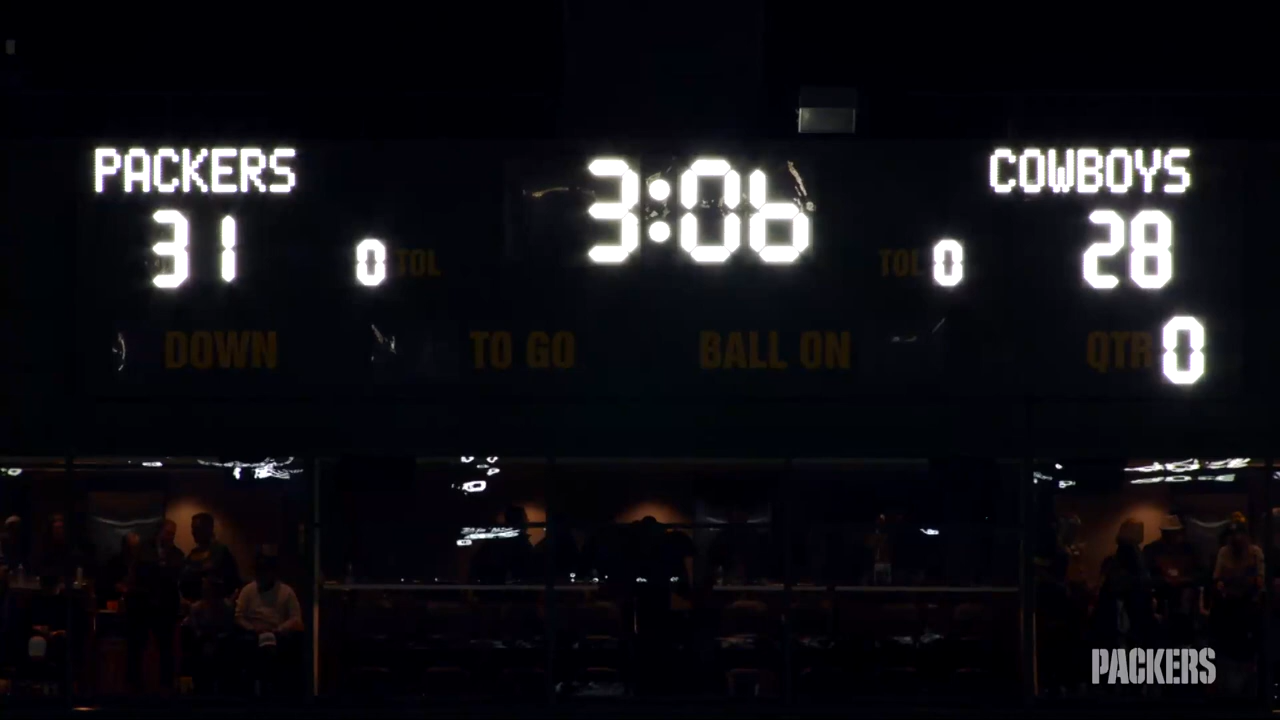 PACKERS 3:06 COWBOYS
31 0 TOL TOL 0 28
DOWN TO GO BALL ON QTR 0
PACKERS